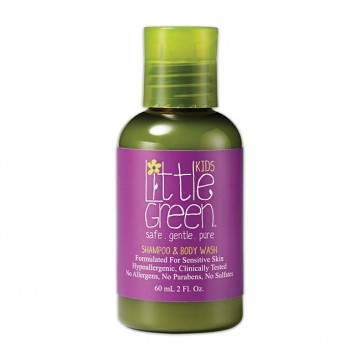 KIDS
Little
Green
safe . gentle . pure
SHAMPOO & BODY WASH
Formulated For Sensitive Skin
Hypoallergenic, Clinically Tested
No Allergens, No Parabens, No Sulfates
60 mL 2 Fl. Oz.